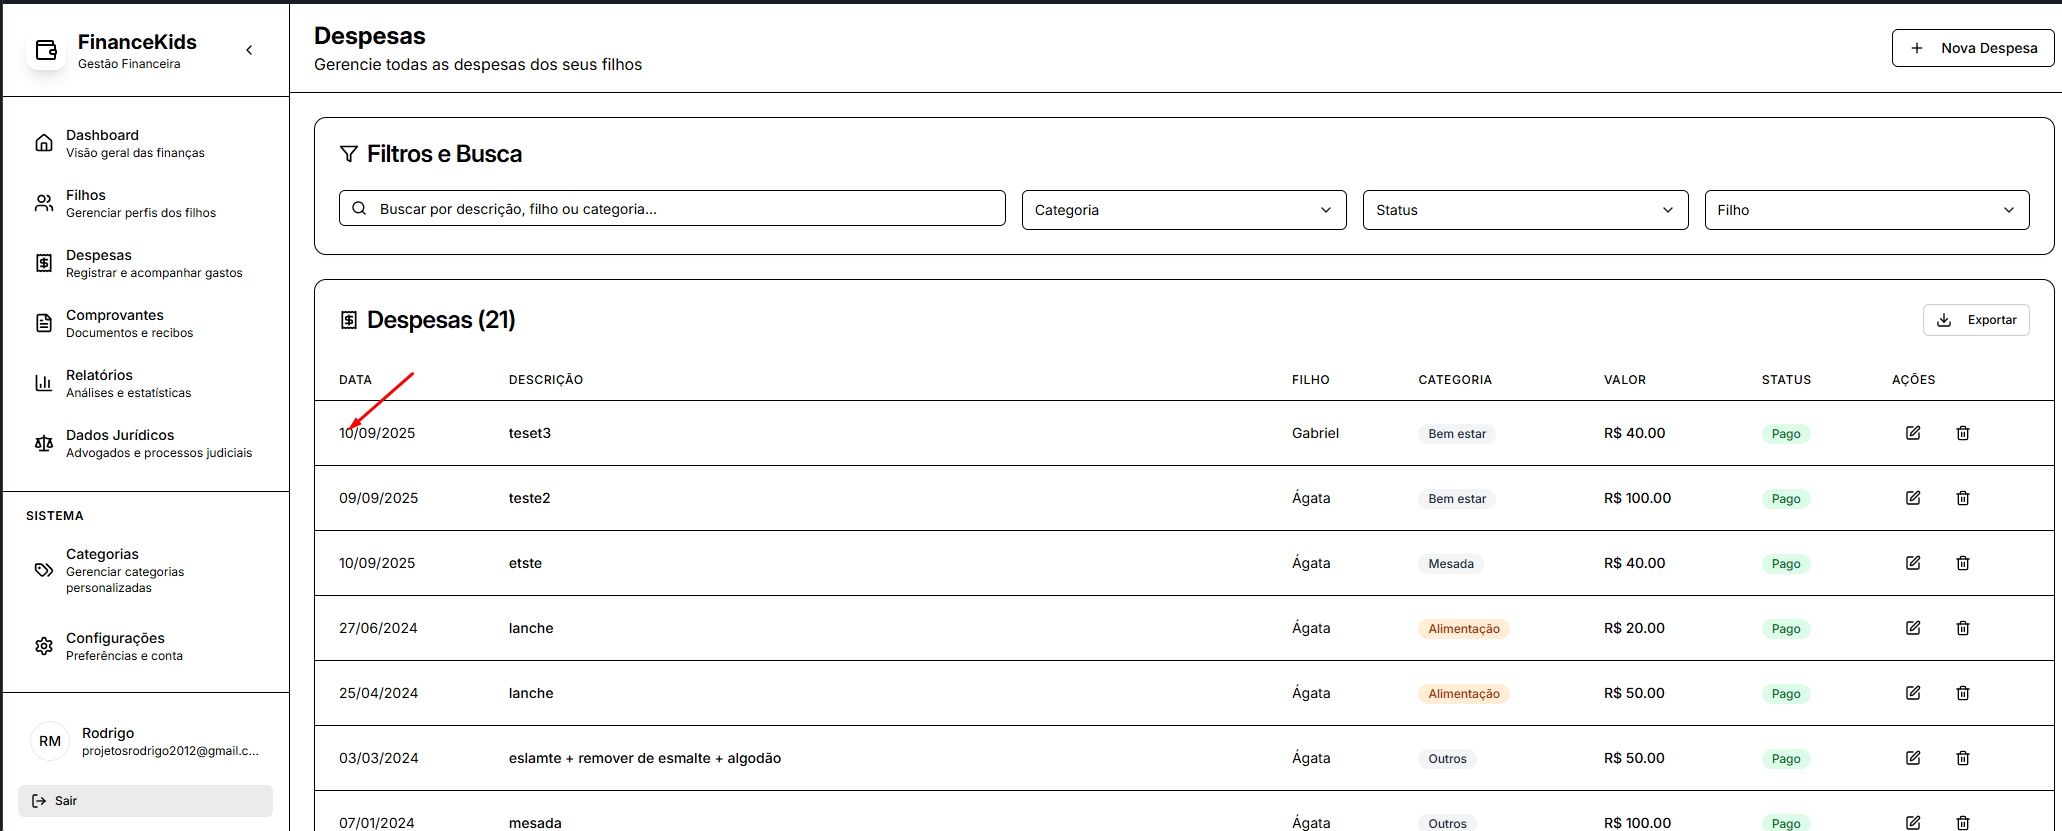 FinanceKids
Gestão Financeira
Dashboard
Visão geral das finanças
Filhos
Gerenciar perfis dos filhos
Despesas
Registrar e acompanhar gastos
Comprovantes
Documentos e recibos
Relatórios
Análises e estatísticas
Dados Jurídicos
Advogados e processos judiciais
SISTEMA
Categorias
Gerenciar categorias
personalizadas
Configurações
Preferências e conta
RM
Rodrigo
projetosrodrigo2012@gmail.c...
Sair
Despesas
Gerencie todas as despesas dos seus filhos
Nova Despesa
Filtros e Busca
Buscar por descrição, filho ou categoria... Categoria Status Filho
Despesas (21)
Exportar
DATA DESCRIÇÃO FILHO CATEGORIA VALOR STATUS AÇÕES
10/09/2025 teset3 Gabriel Bem estar R$ 40.00 Pago
09/09/2025 teste2 Ágata Bem estar R$ 100.00 Pago
10/09/2025 etste Ágata Mesada R$ 40.00 Pago
27/06/2024 lanche Ágata Alimentação R$ 20.00 Pago
25/04/2024 lanche Ágata Alimentação R$ 50.00 Pago
03/03/2024 eslamte + remover de esmalte + algodão Ágata Outros R$ 50.00 Pago
07/01/2024 mesada Ágata Outros R$ 100.00 Pago